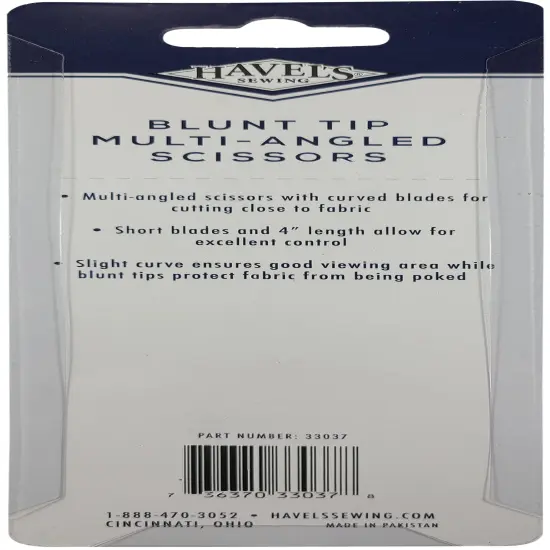 HAVEL'S®
SEWING
BLUNT TIP
MULTI-ANGLED
SCISSORS
• Multi-angled scissors with curved blades for
cutting close to fabric
• Short blades and 4" length allow for
excellent control
• Slight curve ensures good viewing area while
blunt tips protect fabric from being poked
PART NUMBER: 33037
7 36370 33037 8
1-888-470-3052 • HAVELSSEWING.COM
CINCINNATI, OHIO MADE IN PAKISTAN